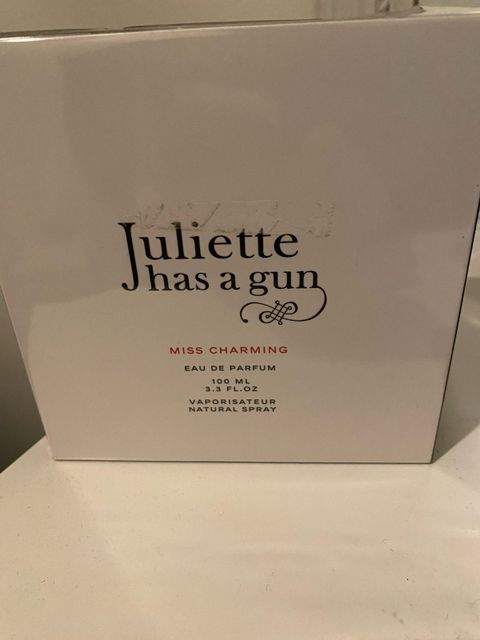 Juliette
has a gun
MISS CHARMING
EAU DE PARFUM
100 ML
3.3 FL.OZ
VAPORISATEUR
NATURAL SPRAY